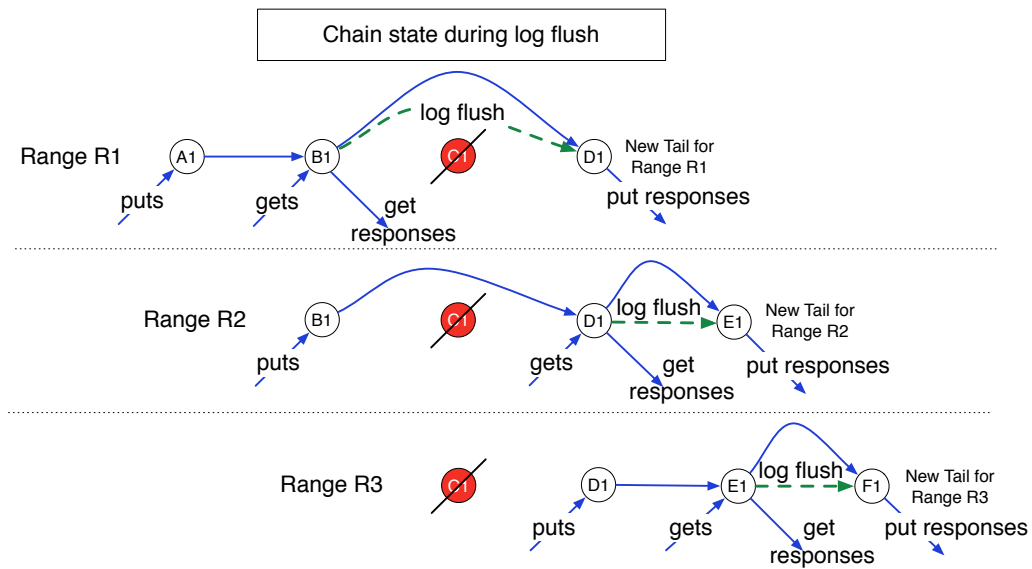 Chain state during log flush
log flush
Range R1
A1
B1
C1
D1
New Tail for
Range R1
puts
gets
get
responses
put responses
Range R2
B1
C1
D1
log flush
E1
New Tail for
Range R2
puts
gets
get
responses
put responses
Range R3
C1
D1
E1
log flush
F1
New Tail for
Range R3
puts
gets
get
responses
put responses